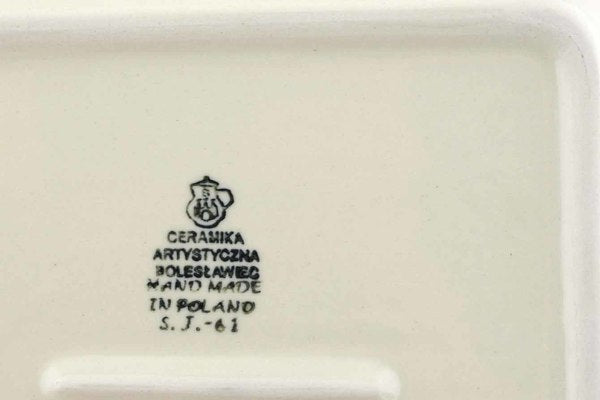 CERAMIKA
ARTYSTYCZNA
BOLESŁAWIEC
HAND MADE
IN POLAND
S. J.-61